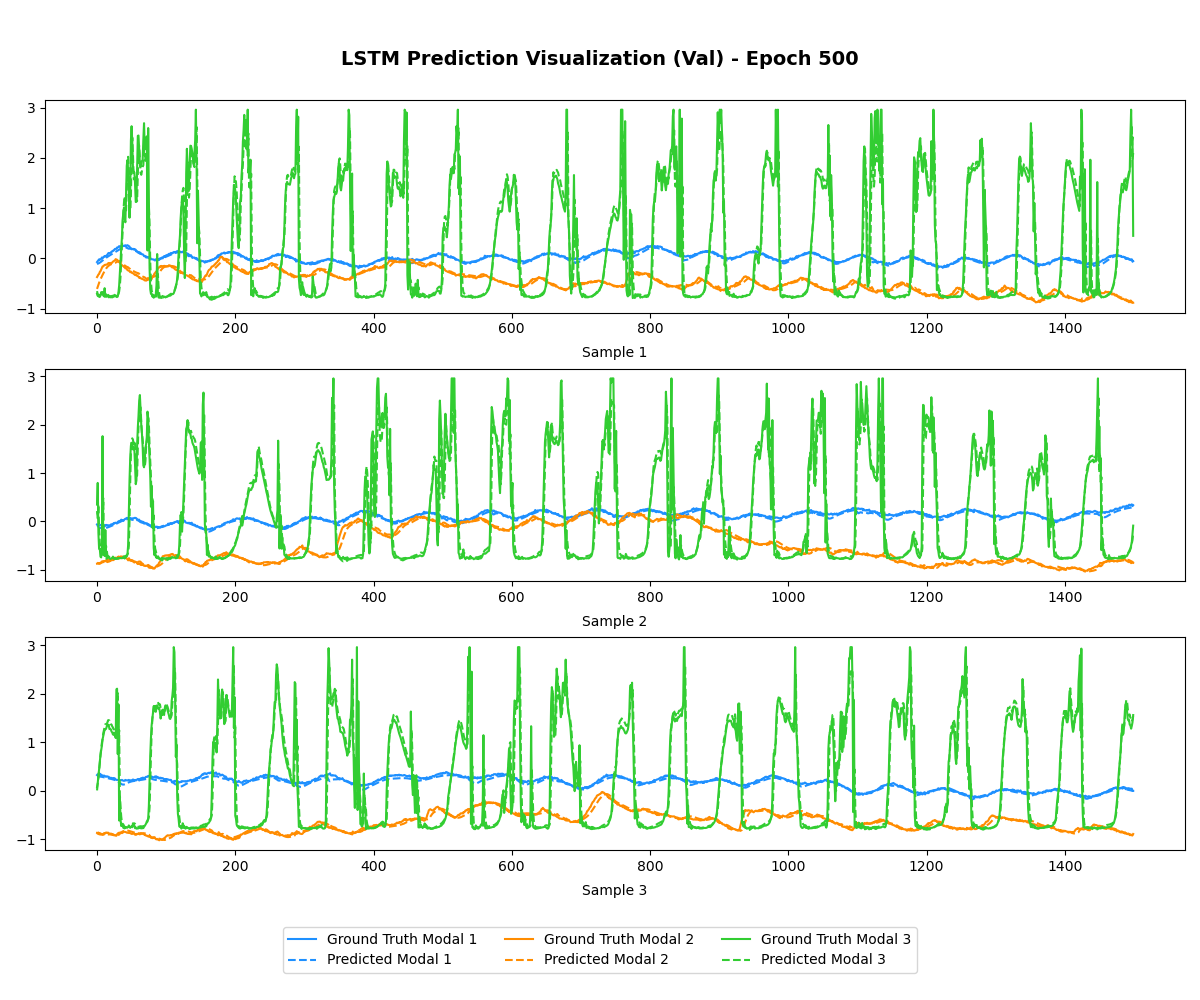 LSTM Prediction Visualization (Val) - Epoch 500
3
2
1
0
−1
0 200 400 600 800 1000 1200 1400
Sample 1
3
2
1
0
−1
0 200 400 600 800 1000 1200 1400
Sample 2
3
2
1
0
−1
0 200 400 600 800 1000 1200 1400
Sample 3
Ground Truth Modal 1 Ground Truth Modal 2 Ground Truth Modal 3
Predicted Modal 1 Predicted Modal 2 Predicted Modal 3